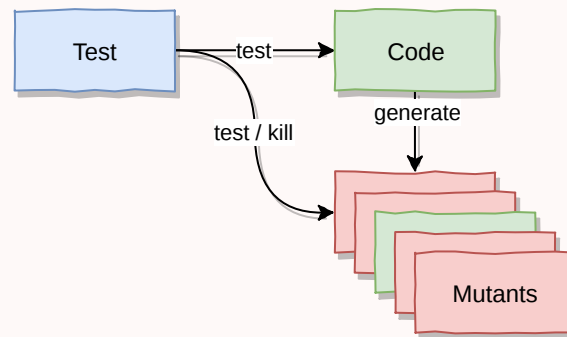 Test
test
Code
generate
test / kill
Mutants